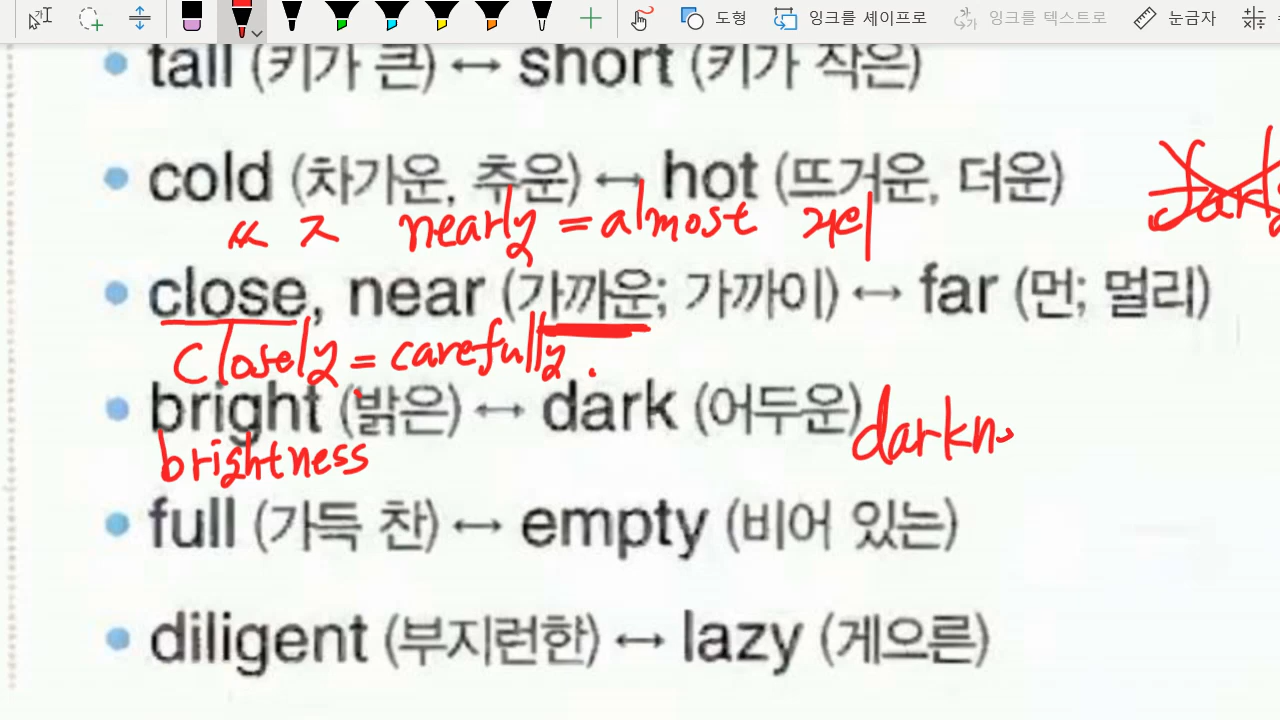 도형 잉크를 셰이프로 잉크를 텍스트로 눈금자
• tall (키가 큰) ↔ short (키가 작은)
• cold (차가운, 추운) ↔ hot (뜨거운, 더운)
nearly = almost 거의
• close, near (가까운; 가까이) ↔ far (먼; 멀리)
closely = carefully.
• bright (밝은) ↔ dark (어두운) darkn
brightness
• full (가득 찬) ↔ empty (비어 있는)
• diligent (부지런한) ↔ lazy (게으른)